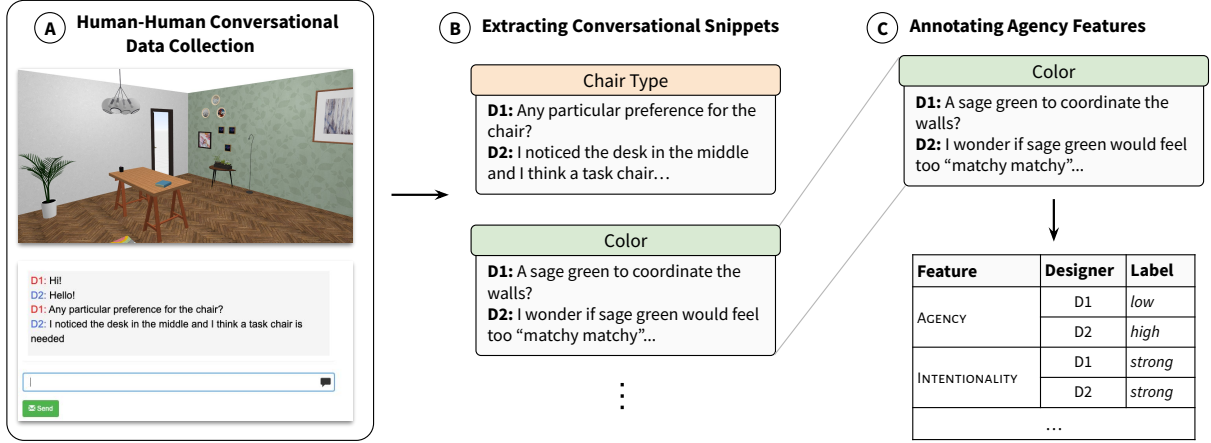 A Human-Human Conversational
Data Collection
D1: Hi!
D2: Hello!
D1: Any particular preference for the chair?
D2: I noticed the desk in the middle and I think a task chair is
needed
Send
B Extracting Conversational Snippets
Chair Type
D1: Any particular preference for the
chair?
D2: I noticed the desk in the middle
and I think a task chair...
Color
D1: A sage green to coordinate the
walls?
D2: I wonder if sage green would feel
too “matchy matchy”...
C Annotating Agency Features
Color
D1: A sage green to coordinate the
walls?
D2: I wonder if sage green would feel
too “matchy matchy”...
Feature Designer Label
AGENCY D1 low
D2 high
INTENTIONALITY D1 strong
D2 strong
...